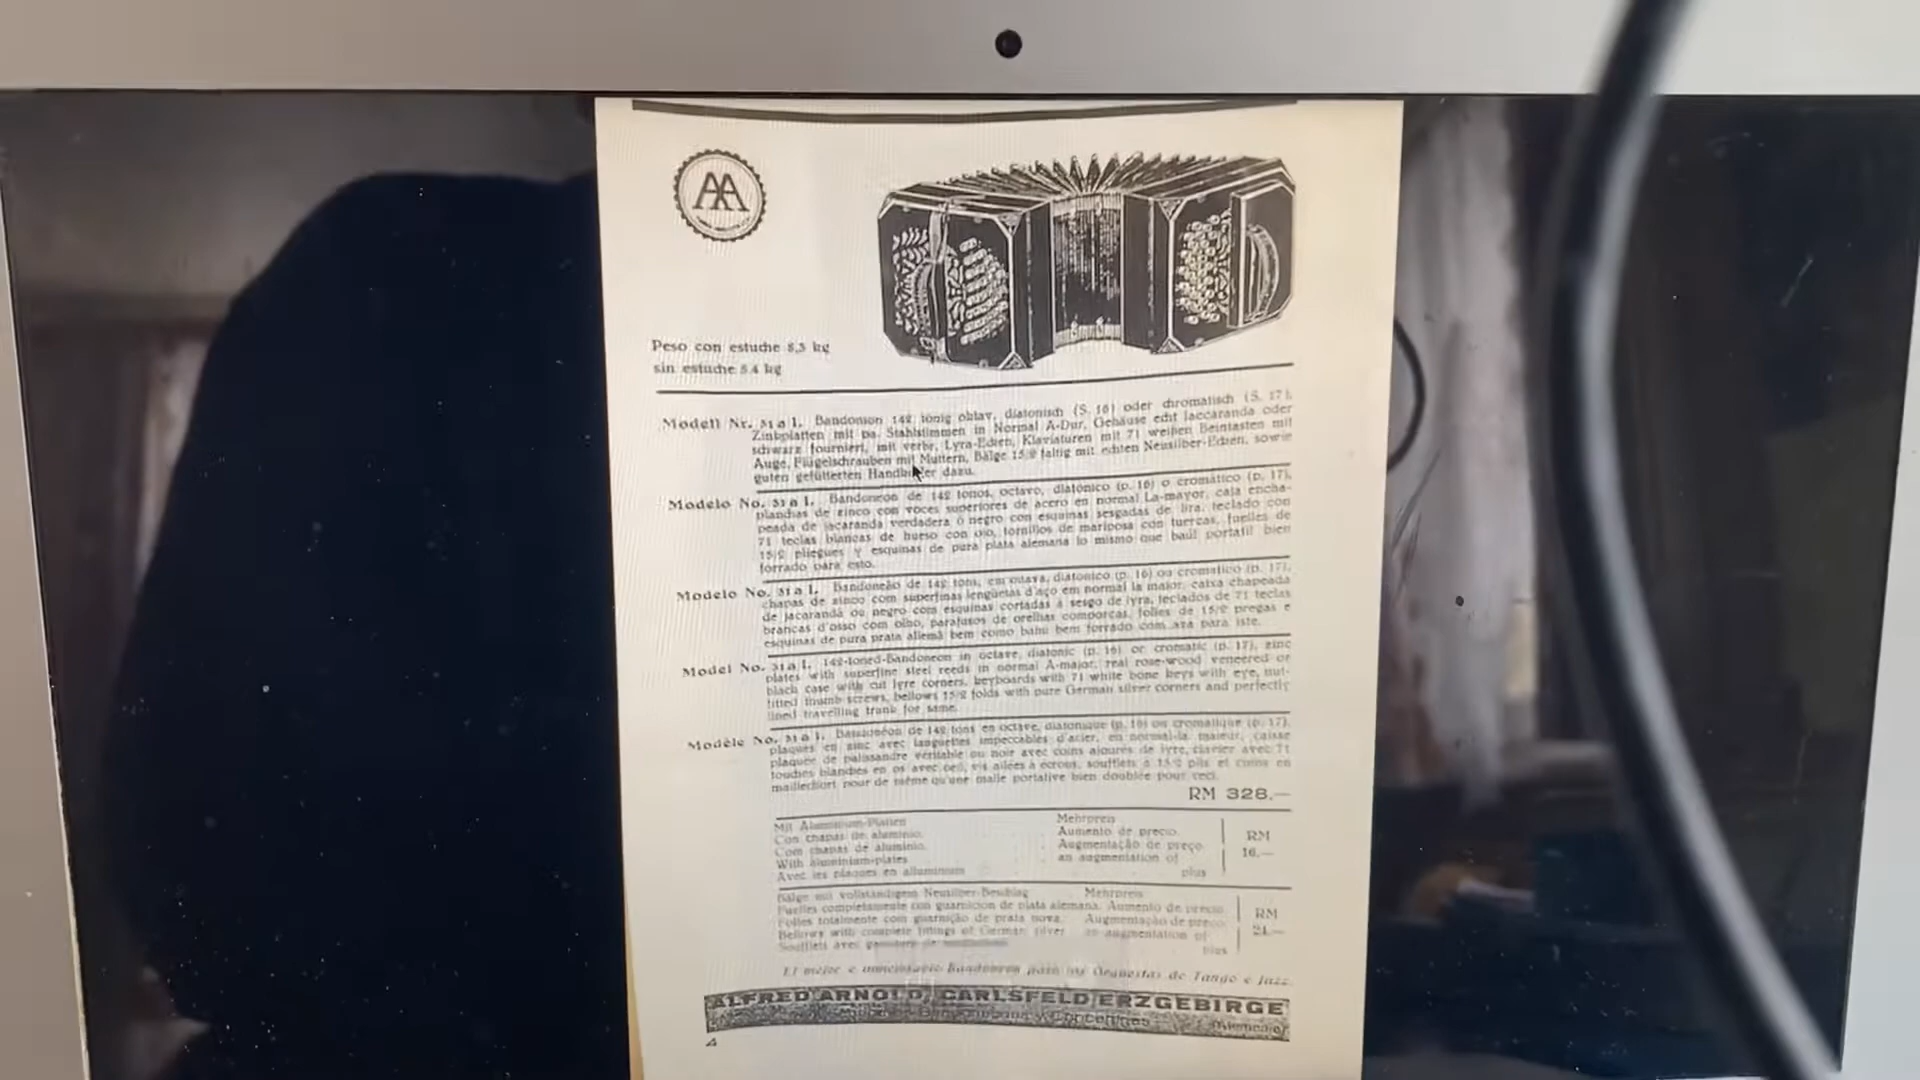 AA
Peso con estuche 8,5 kg
sin estuche 5.4 kg
Modell Nr. 31 a I. Bandonion 142 tönig oktav, diatonisch (S. 16) oder chromatisch (S. 17),
Zinkplatten mit pa. Stahlstimmen in Normal A-Dur, Gehäuse echt Jaccaranda oder
schwarz fourniert, mit verbr. Lyra-Ecken, Klaviaturen mit 71 weißen Beintasten mit
Auge, Flügelschrauben mit Muttern, Bälge 15/2 faltig mit echten Neusilber-Ecken, sowie
guten gefütterten Handkoffer dazu.
Modelo No. 31 a I. Bandoneon de 142 tonos, octavo, diatónico (p. 16) o cromático (p. 17),
planchas de zinco con voces superiores de acero en normal La-mayor, caja encha-
peada de jacaranda verdadera ó negro con esquinas sesgadas de lira, teclado con
71 teclas blancas de hueso con ojo, tornillos de mariposa con tuercas, fuelles de
15/2 pliegues y esquinas de pura plata alemana lo mismo que baúl portatil bien
forrado para esto.
Modelo No. 31 a I. Bandoneão de 142 tons, em oitava, diatonico (p. 16) ou cromatico (p. 17),
chapas de zinco com superfinas lenguetas d'aço em normal la maior, caixa chapeada
de jacarandá ou negro com esquinas cortadas a sesgo de lyra, teclados de 71 teclas
brancas d'osso com olho, parafusos de orelhas comporcas, folles de 15/2 pregas e
esquinas de pura prata allemã bem como bahu bem forrado com para iste.
Model No. 31 a I. 142-toned-Bandoneon in octave, diatonic (p. 16) or cromatic (p. 17), zinc
plates with superfine steel reeds in normal A-major, real rose-wood veneered or
black case with cut lyre corners, keyboards with 71 white bone keys with eye, nut-
fitted thumb screws, bellows 15/2 folds with pure German silver corners and perfectly
lined travelling trunk for same.
Modèle No. 31 a I. Bandonéon de 142 tons en octave, diatonique (p. 16) ou cromatique (p. 17),
plaques en zinc avec languettes impeccables d'acier, en normal-la maieur, caisse
plaquée de palissandre véritable ou noir avec coins ajourés de lyre, clavier avec 71
touches blanches en os avec oeil, vis ailées à écrous, soufflets à 15/2 plis et coins en
maillechort pour de même qu'une malle portative bien doublée pour ceci.
RM 328.—
Mit Aluminium-Platten Mehrpreis
Con chapas de aluminio. Aumento de precio
Com chapas de aluminio. Augmentação de preço
With aluminium-plates an augmentation of
Avec les plaques en alluminium plus
RM
16.—
Bälge mit vollständigem Neusilber-Beschlag Mehrpreis
Fuelles completamente con guarnicion de plata alemana. Aumento de precio
Folles totalmente com guarnição de prata nova. Augmentação de preço
Bellows with complete fittings of German silver an augmentation of
Soufflets avec plus
RM
21.—
El mejor e Bandoneon para las Orquestas de Tango e Jazz.
ALFRED ARNOLD, CARLSFELD/ERZGEBIRGE
Bandoneons y Concertinas (Alemania)
4